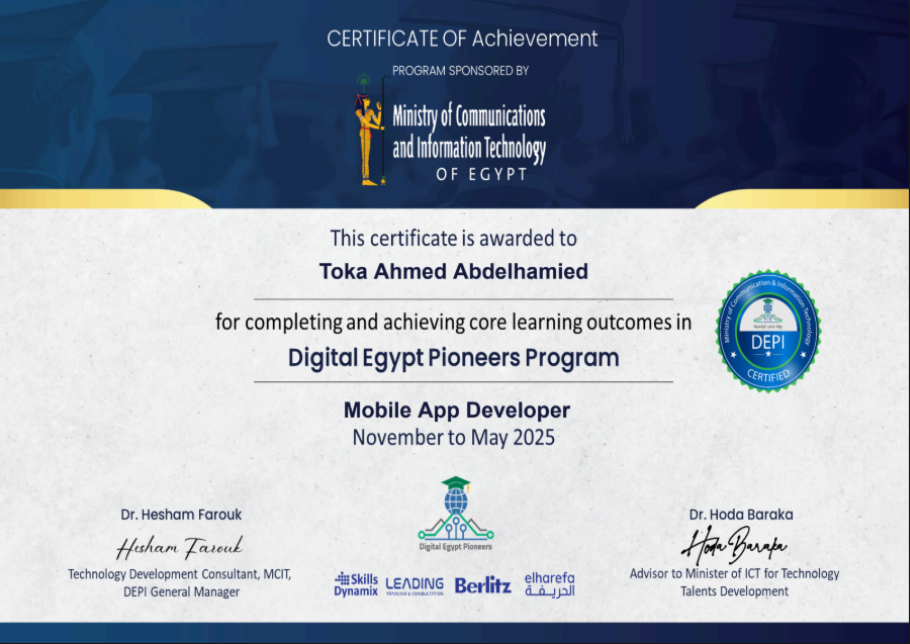 CERTIFICATE OF Achievement
PROGRAM SPONSORED BY
Ministry of Communications
and Information Technology
OF EGYPT
This certificate is awarded to
Toka Ahmed Abdelhamied
for completing and achieving core learning outcomes in
Digital Egypt Pioneers Program
Ministry of Communication & Information Technology
DEPI
CERTIFIED
Mobile App Developer
November to May 2025
Digital Egypt Pioneers
Dr. Hesham Farouk
Hesham Farouk
Technology Development Consultant, MCIT,
DEPI General Manager
Skills
Dynamix
LEADING
TRAINING & CONSULTATION
Berlitz
elharefa
الحريفة
Dr. Hoda Baraka
Hoda Baraka
Advisor to Minister of ICT for Technology
Talents Development